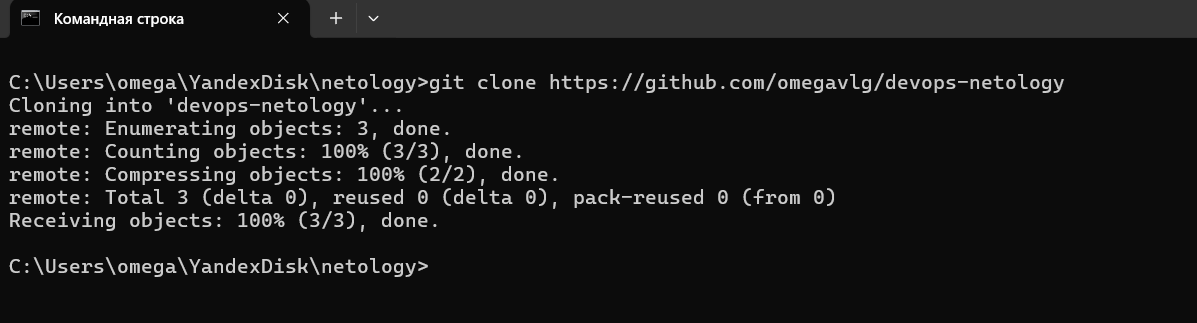 Командная строка
C:\Users\omega\YandexDisk\netology>git clone https://github.com/omegavlg/devops-netology
Cloning into 'devops-netology'...
remote: Enumerating objects: 3, done.
remote: Counting objects: 100% (3/3), done.
remote: Compressing objects: 100% (2/2), done.
remote: Total 3 (delta 0), reused 0 (delta 0), pack-reused 0 (from 0)
Receiving objects: 100% (3/3), done.
C:\Users\omega\YandexDisk\netology>